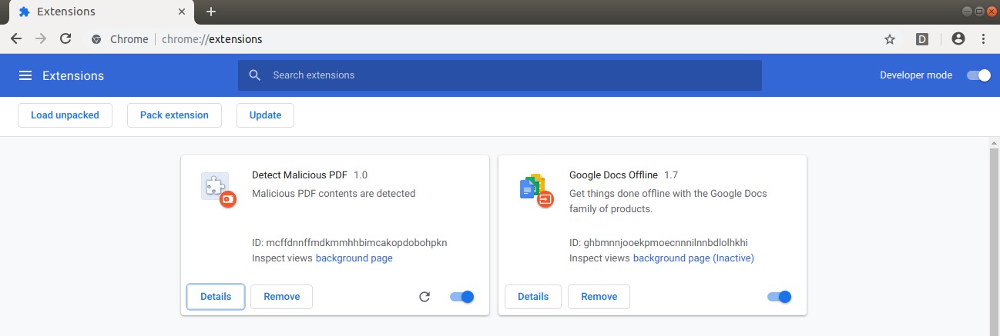 Extensions
Chrome | chrome://extensions
D
Extensions
Search extensions
Developer mode
Load unpacked
Pack extension
Update
Detect Malicious PDF 1.0
Malicious PDF contents are detected
ID: mcffdnnffmdkmmhhbimcakopdobohpkn
Inspect views background page
Details
Remove
Google Docs Offline 1.7
Get things done offline with the Google Docs
family of products.
ID: ghbmnnjooekpmoecnnnilnnbdlolhkhi
Inspect views background page (Inactive)
Details
Remove